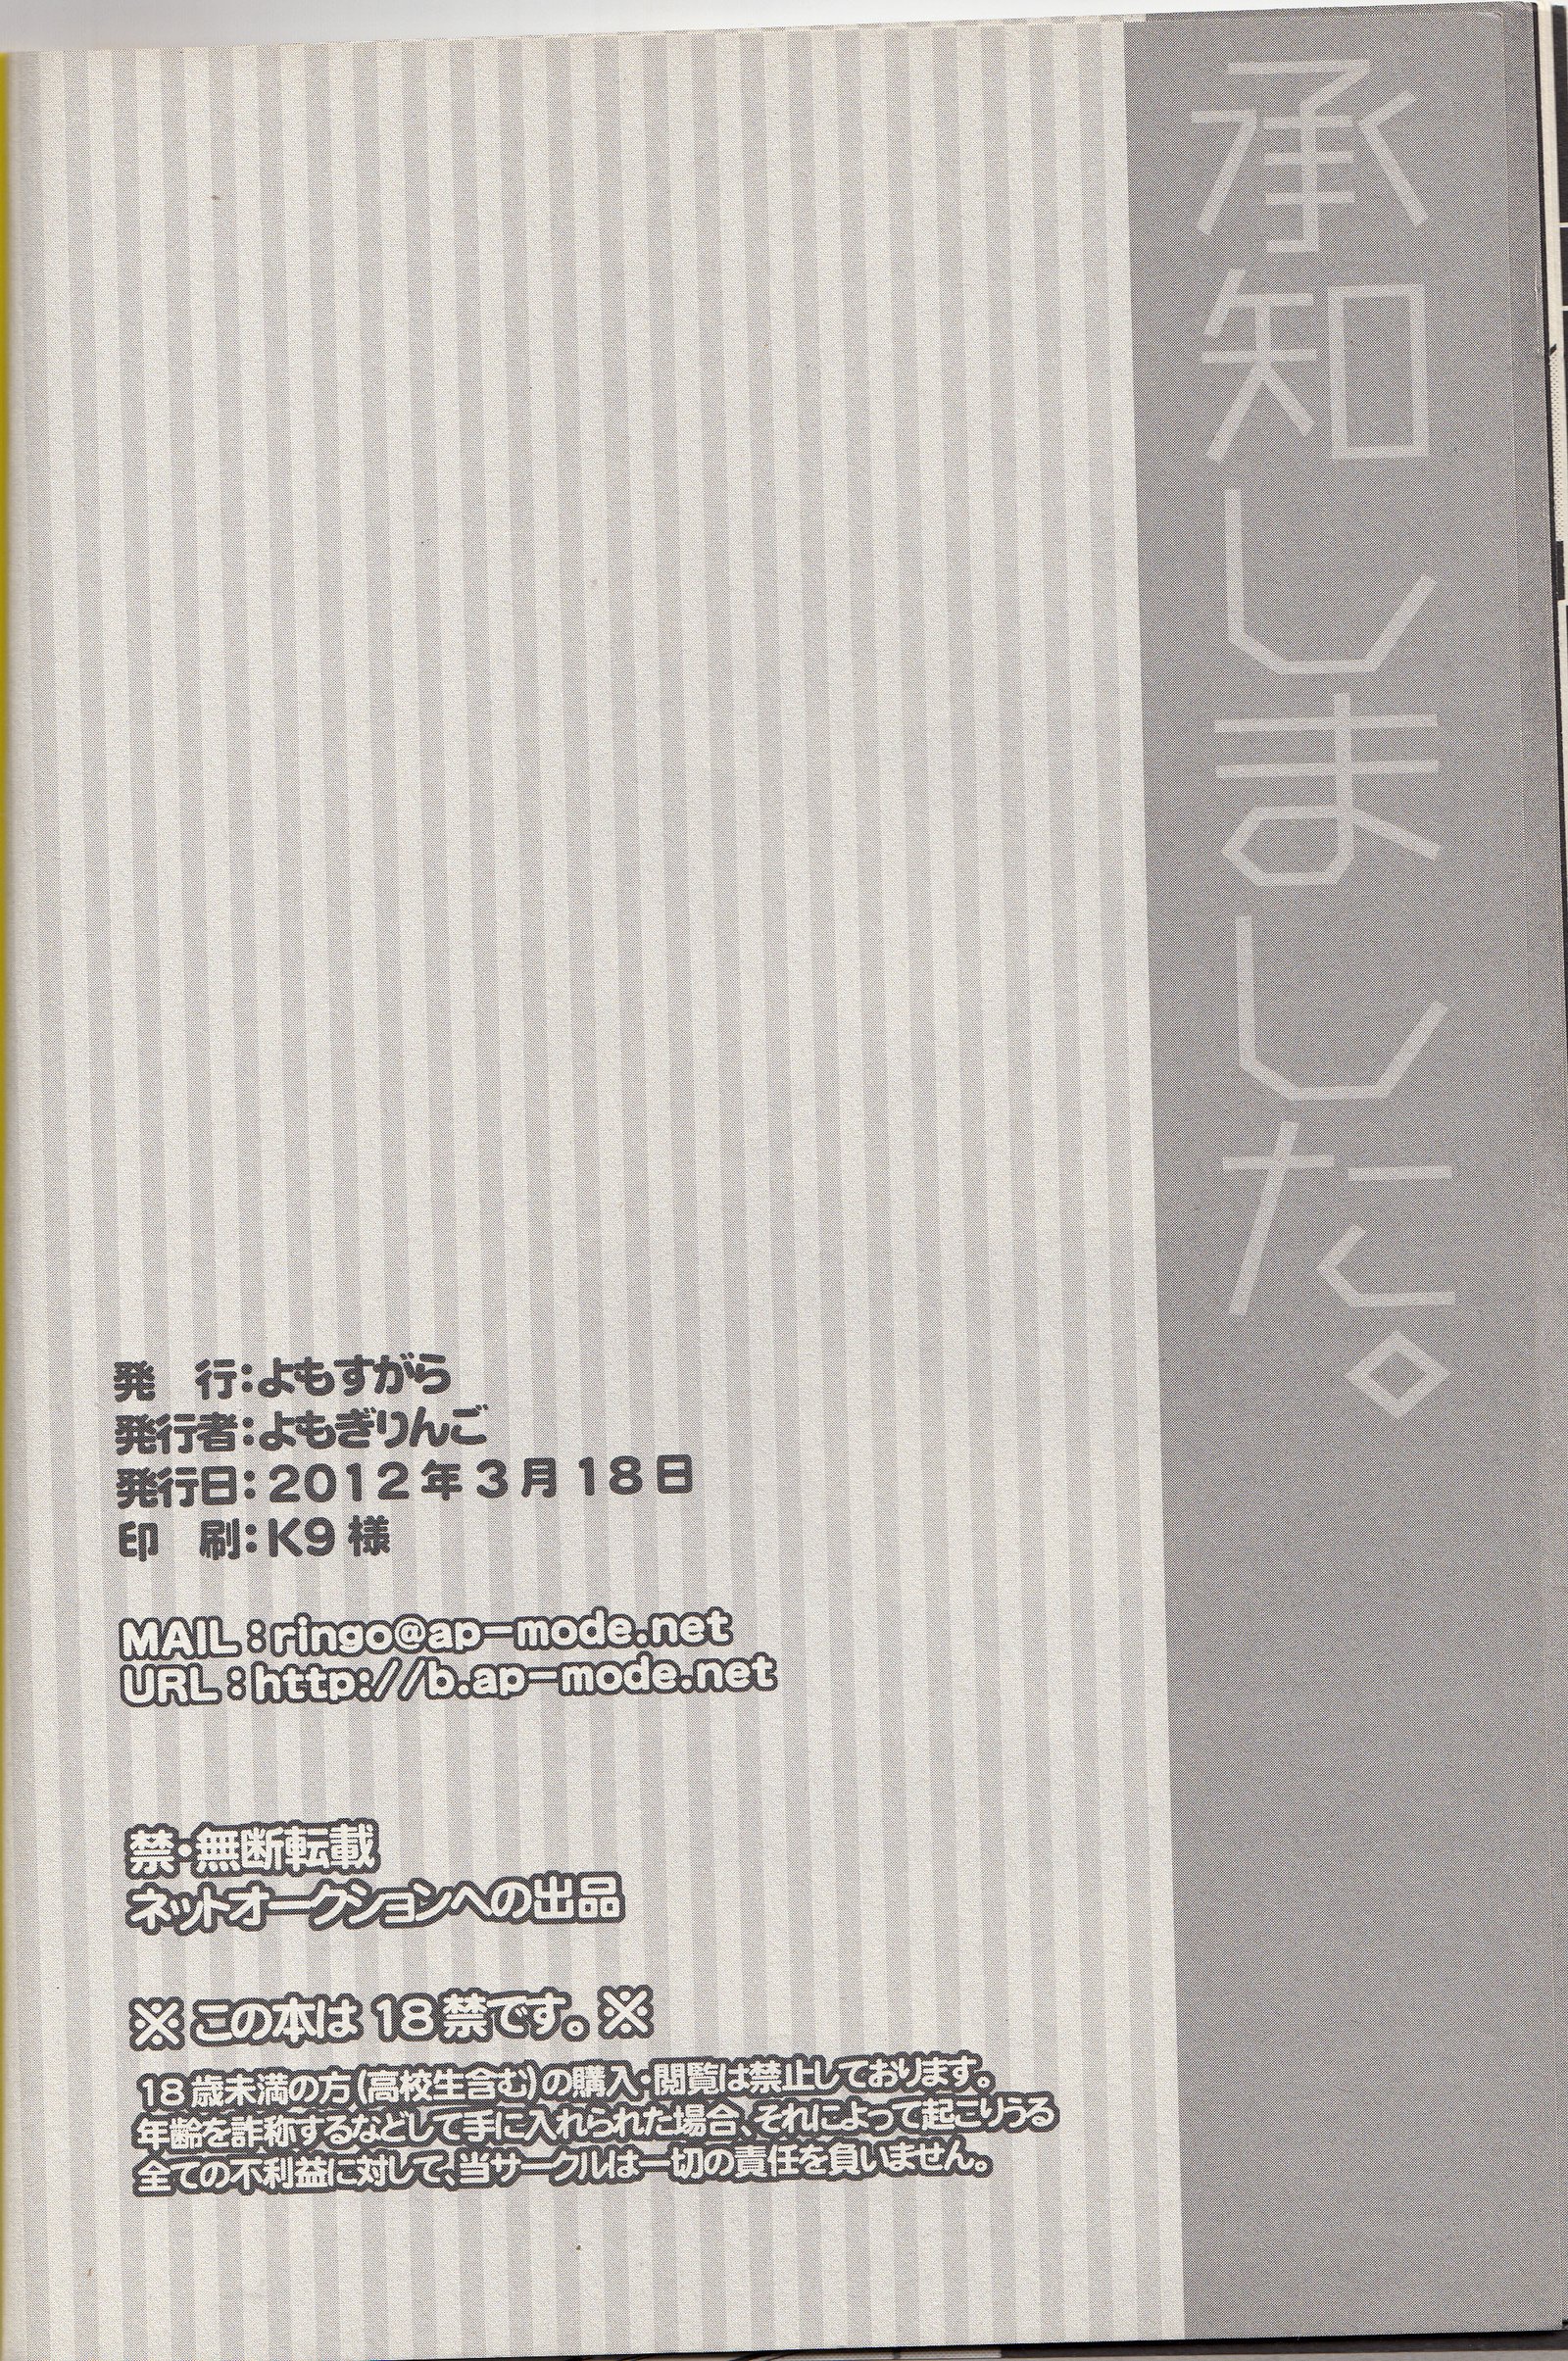 承知しました。
発　行：よもすがら
発行者：よもぎりんご
発行日：2012年3月18日
印　刷：K9様
MAIL：ringo@ap-mode.net
URL：http://b.ap-mode.net
禁・無断転載
ネットオークションへの出品
※この本は18禁です。※
18歳未満の方(高校生含む)の購入・閲覧は禁止しております。
年齢を詐称するなどして手に入れられた場合、それによって起こりうる
全ての不利益に対して、当サークルは一切の責任を負いません。